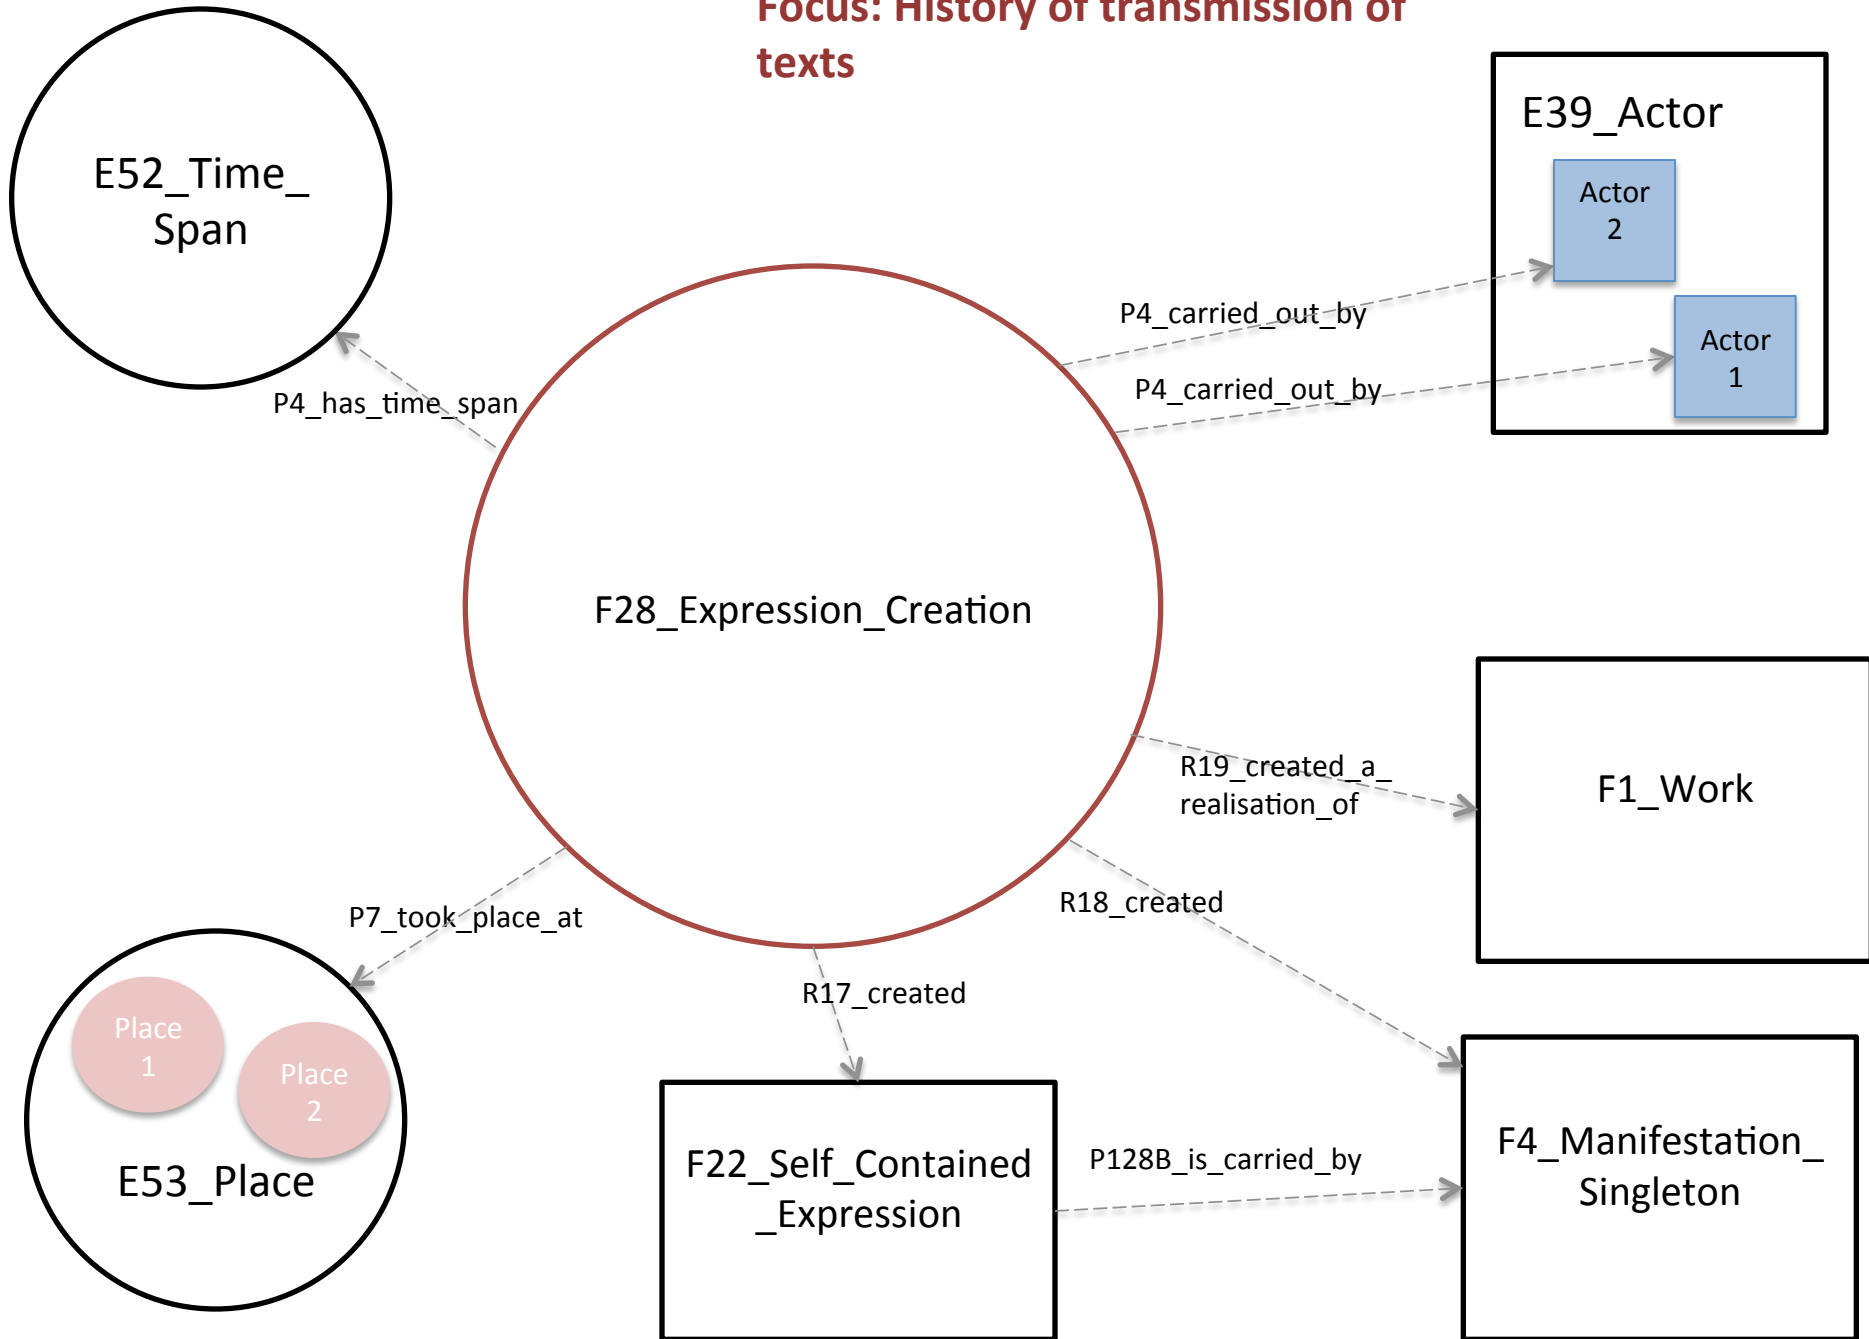 Focus: History of transmission of
texts
E52_Time_
Span
E39_Actor
Actor
2
Actor
1
P4_carried_out_by
P4_carried_out_by
P4_has_time_span
F28_Expression_Creation
R19_created_a_
realisation_of
F1_Work
R18_created
P7_took_place_at
R17_created
Place
1
Place
2
E53_Place
F22_Self_Contained
_Expression
P128B_is_carried_by
F4_Manifestation_
Singleton